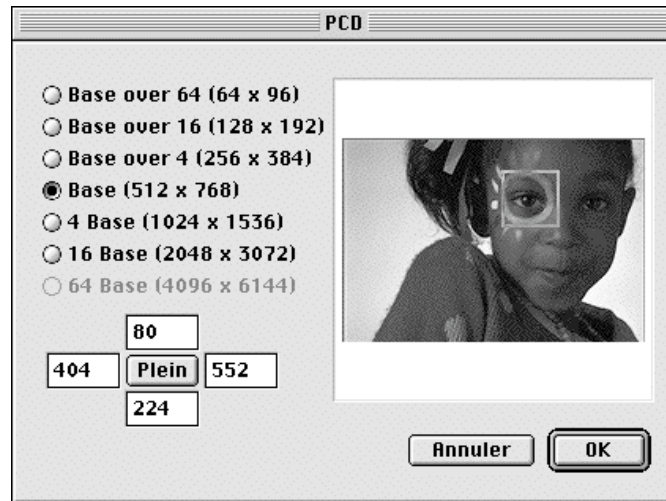 PCD
Base over 64 (64 x 96)
Base over 16 (128 x 192)
Base over 4 (256 x 384)
Base (512 x 768)
4 Base (1024 x 1536)
16 Base (2048 x 3072)
64 Base (4096 x 6144)
80
404 Plein 552
224
Annuler OK